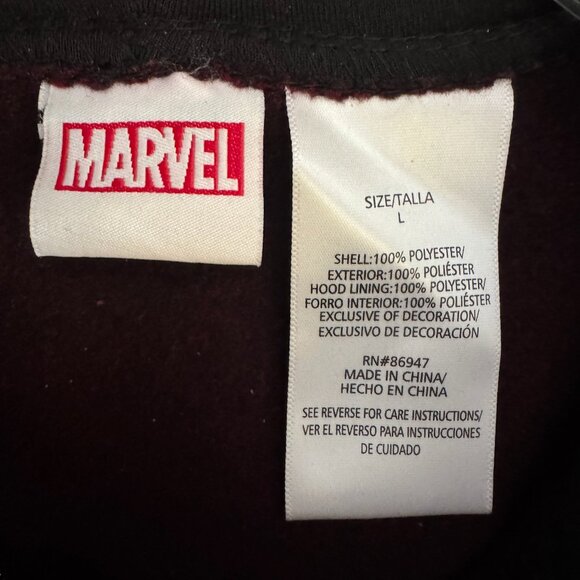 MARVEL
SIZE/TALLA
L
SHELL:100% POLYESTER/
EXTERIOR:100% POLIÉSTER
HOOD LINING:100% POLYESTER/
FORRO INTERIOR:100% POLIÉSTER
EXCLUSIVE OF DECORATION/
EXCLUSIVO DE DECORACIÓN
RN#86947
MADE IN CHINA/
HECHO EN CHINA
SEE REVERSE FOR CARE INSTRUCTIONS/
VER EL REVERSO PARA INSTRUCCIONES
DE CUIDADO